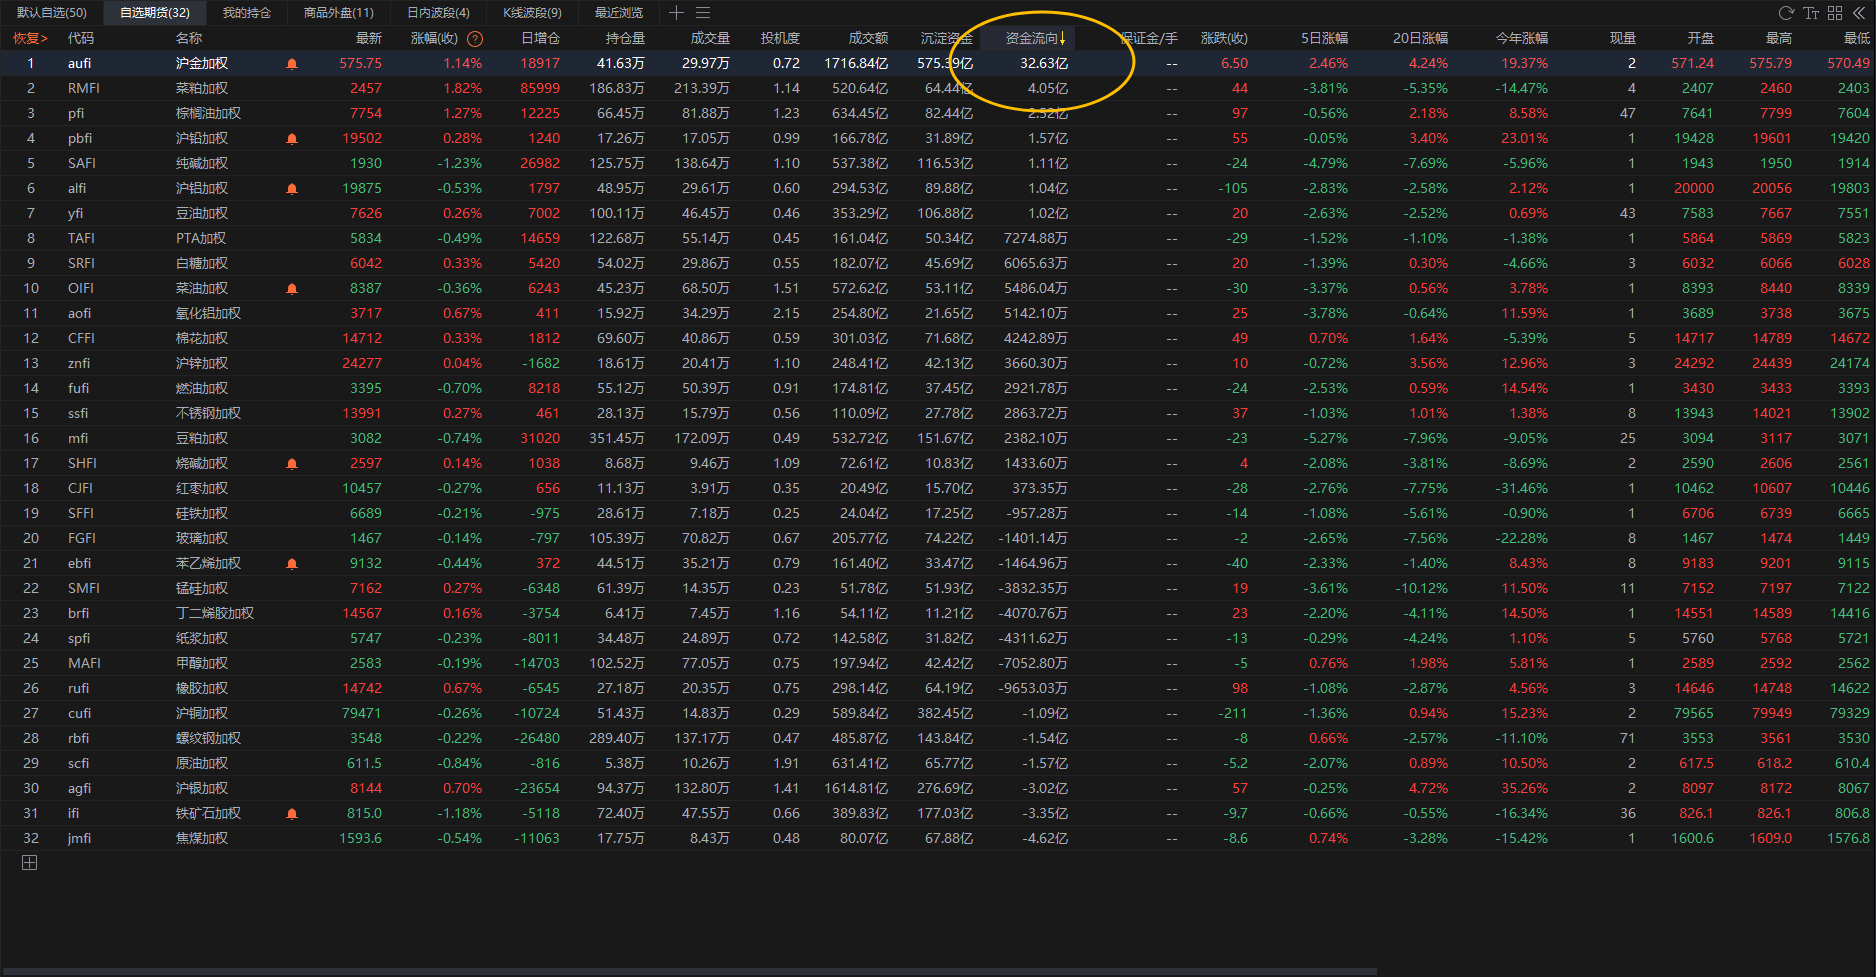 默认自选(50) 自选期货(32) 我的持仓 商品外盘(11) 日内波段(4) K线波段(9) 最近浏览
恢复> 代码 名称 最新 涨幅(收) ? 日增仓 持仓量 成交量 投机度 成交额 沉淀资金 资金流向↓ 保证金/手 涨跌(收) 5日涨幅 20日涨幅 今年涨幅 现量 开盘 最高 最低
1 aufi 沪金加权 575.75 1.14% 18917 41.63万 29.97万 0.72 1716.84亿 575.39亿 32.63亿 -- 6.50 2.46% 4.24% 19.37% 2 571.24 575.79 570.49
2 RMFI 菜粕加权 2457 1.82% 85999 186.83万 213.39万 1.14 520.64亿 64.44亿 4.05亿 -- 44 -3.81% -5.35% -14.47% 4 2407 2460 2403
3 pfi 棕榈油加权 7754 1.27% 12225 66.45万 81.88万 1.23 634.45亿 82.44亿 2.32亿 -- 97 -0.56% 2.18% 8.58% 47 7641 7799 7604
4 pbfi 沪铅加权 19502 0.28% 1240 17.26万 17.05万 0.99 166.78亿 31.89亿 1.57亿 -- 55 -0.05% 3.40% 23.01% 1 19428 19601 19420
5 SAFI 纯碱加权 1930 -1.23% 26982 125.75万 138.64万 1.10 537.38亿 116.53亿 1.11亿 -- -24 -4.79% -7.69% -5.96% 1 1943 1950 1914
6 alfi 沪铝加权 19875 -0.53% 1797 48.95万 29.61万 0.60 294.53亿 89.88亿 1.04亿 -- -105 -2.83% -2.58% 2.12% 1 20000 20056 19803
7 yfi 豆油加权 7626 0.26% 7002 100.11万 46.45万 0.46 353.29亿 106.88亿 1.02亿 -- 20 -2.63% -2.52% 0.69% 43 7583 7667 7551
8 TAFI PTA加权 5834 -0.49% 14659 122.68万 55.14万 0.45 161.04亿 50.34亿 7274.88万 -- -29 -1.52% -1.10% -1.38% 1 5864 5869 5823
9 SRFI 白糖加权 6042 0.33% 5420 54.02万 29.86万 0.55 182.07亿 45.69亿 6065.63万 -- 20 -1.39% 0.30% -4.66% 3 6032 6066 6028
10 OIFI 菜油加权 8387 -0.36% 6243 45.23万 68.50万 1.51 572.62亿 53.11亿 5486.04万 -- -30 -3.37% 0.56% 3.78% 1 8393 8440 8339
11 aofi 氧化铝加权 3717 0.67% 411 15.92万 34.29万 2.15 254.80亿 21.65亿 5142.10万 -- 25 -3.78% -0.64% 11.59% 1 3689 3738 3675
12 CFFI 棉花加权 14712 0.33% 1812 69.60万 40.86万 0.59 301.03亿 71.68亿 4242.89万 -- 49 0.70% 1.64% -5.39% 5 14717 14789 14672
13 znfi 沪锌加权 24277 0.04% -1682 18.61万 20.41万 1.10 248.41亿 42.13亿 3660.30万 -- 10 -0.72% 3.56% 12.96% 3 24292 24439 24174
14 fufi 燃油加权 3395 -0.70% 8218 55.12万 50.39万 0.91 174.81亿 37.45亿 2921.78万 -- -24 -2.53% 0.59% 14.54% 1 3430 3433 3393
15 ssfi 不锈钢加权 13991 0.27% 461 28.13万 15.79万 0.56 110.09亿 27.78亿 2863.72万 -- 37 -1.03% 1.01% 1.38% 8 13943 14021 13902
16 mfi 豆粕加权 3082 -0.74% 31020 351.45万 172.09万 0.49 532.72亿 151.67亿 2382.10万 -- -23 -5.27% -7.96% -9.05% 25 3094 3117 3071
17 SHFI 烧碱加权 2597 0.14% 1038 8.68万 9.46万 1.09 72.61亿 10.83亿 1433.60万 -- 4 -2.08% -3.81% -8.69% 2 2590 2606 2561
18 CJFI 红枣加权 10457 -0.27% 656 11.13万 3.91万 0.35 20.49亿 15.70亿 373.35万 -- -28 -2.76% -7.75% -31.46% 1 10462 10607 10446
19 SFFI 硅铁加权 6689 -0.21% -975 28.61万 7.18万 0.25 24.04亿 17.25亿 -957.28万 -- -14 -1.08% -5.61% -0.90% 1 6706 6739 6665
20 FGFI 玻璃加权 1467 -0.14% -797 105.39万 70.82万 0.67 205.77亿 74.22亿 -1401.14万 -- -2 -2.65% -7.56% -22.28% 8 1467 1474 1449
21 ebfi 苯乙烯加权 9132 -0.44% 372 44.51万 35.21万 0.79 161.40亿 33.47亿 -1464.96万 -- -40 -2.33% -1.40% 8.43% 8 9183 9201 9115
22 SMFI 锰硅加权 7162 0.27% -6348 61.39万 14.35万 0.23 51.78亿 51.93亿 -3832.35万 -- 19 -3.61% -10.12% 11.50% 11 7152 7197 7122
23 brfi 丁二烯胶加权 14567 0.16% -3754 6.41万 7.45万 1.16 54.11亿 11.21亿 -4070.76万 -- 23 -2.20% -4.11% 14.50% 1 14551 14589 14416
24 spfi 纸浆加权 5747 -0.23% -8011 34.48万 24.89万 0.72 142.58亿 31.82亿 -4311.62万 -- -13 -0.29% -4.24% 1.10% 5 5760 5768 5721
25 MAFI 甲醇加权 2583 -0.19% -14703 102.52万 77.05万 0.75 197.94亿 42.42亿 -7052.80万 -- -5 0.76% 1.98% 5.81% 1 2589 2592 2562
26 rufi 橡胶加权 14742 0.67% -6545 27.18万 20.35万 0.75 298.14亿 64.19亿 -9653.03万 -- 98 -1.08% -2.87% 4.56% 3 14646 14748 14622
27 cufi 沪铜加权 79471 -0.26% -10724 51.43万 14.83万 0.29 589.84亿 382.45亿 -1.09亿 -- -211 -1.36% 0.94% 15.23% 2 79565 79949 79329
28 rbfi 螺纹钢加权 3548 -0.22% -26480 289.40万 137.17万 0.47 485.87亿 143.84亿 -1.54亿 -- -8 0.66% -2.57% -11.10% 71 3553 3561 3530
29 scfi 原油加权 611.5 -0.84% -816 5.38万 10.26万 1.91 631.41亿 65.77亿 -1.57亿 -- -5.2 -2.07% 0.89% 10.50% 2 617.5 618.2 610.4
30 agfi 沪银加权 8144 0.70% -23654 94.37万 132.80万 1.41 1614.81亿 276.69亿 -3.02亿 -- 57 -0.25% 4.72% 35.26% 2 8097 8172 8067
31 ifi 铁矿石加权 815.0 -1.18% -5118 72.40万 47.55万 0.66 389.83亿 177.03亿 -3.35亿 -- -9.7 -0.66% -0.55% -16.34% 36 826.1 826.1 806.8
32 jmfi 焦煤加权 1593.6 -0.54% -11063 17.75万 8.43万 0.48 80.07亿 67.88亿 -4.62亿 -- -8.6 0.74% -3.28% -15.42% 1 1600.6 1609.0 1576.8